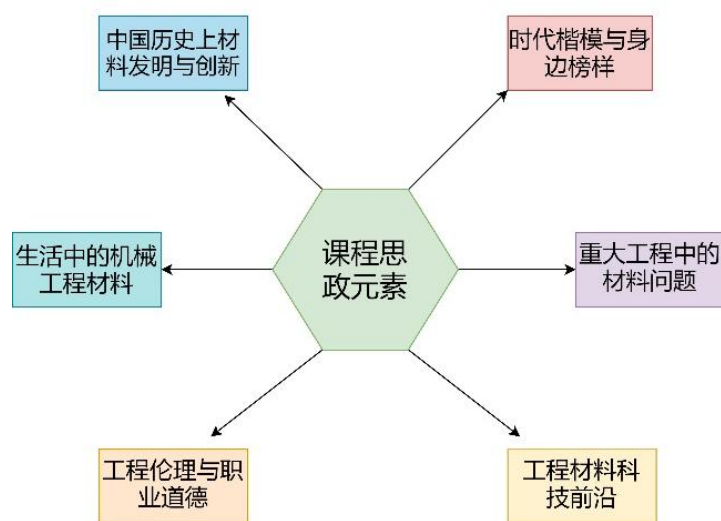 中国历史上材
料发明与创新
时代楷模与身
边榜样
生活中的机械
工程材料
课程思
政元素
重大工程中的
材料问题
工程伦理与职
业道德
工程材料科
技前沿